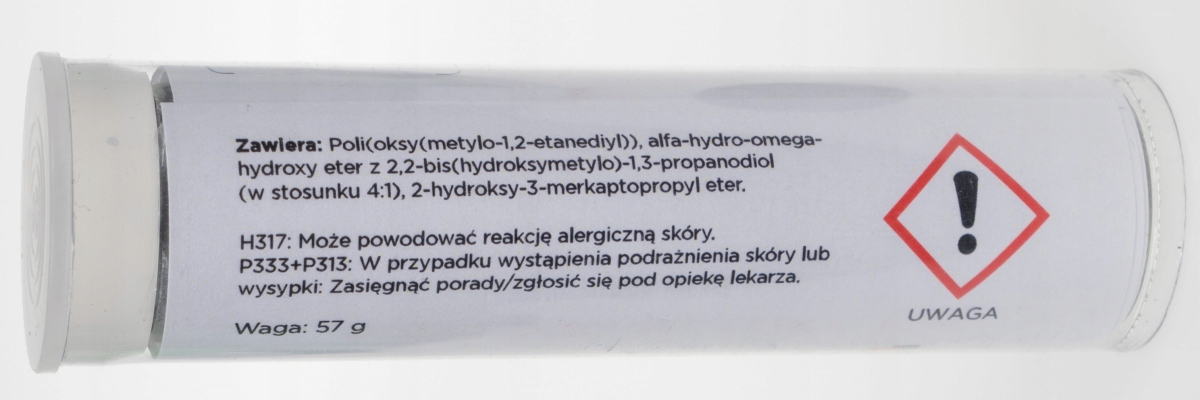 Zawiera: Poli(oksy(metylo-1,2-etanediyl)), alfa-hydro-omega-
hydroxy eter z 2,2-bis(hydroksymetylo)-1,3-propanodiol
(w stosunku 4:1), 2-hydroksy-3-merkaptopropyl eter.
H317: Może powodować reakcję alergiczną skóry.
P333+P313: W przypadku wystąpienia podrażnienia skóry lub
wysypki: Zasięgnąć porady/zgłosić się pod opiekę lekarza.
Waga: 57 g
UWAGA